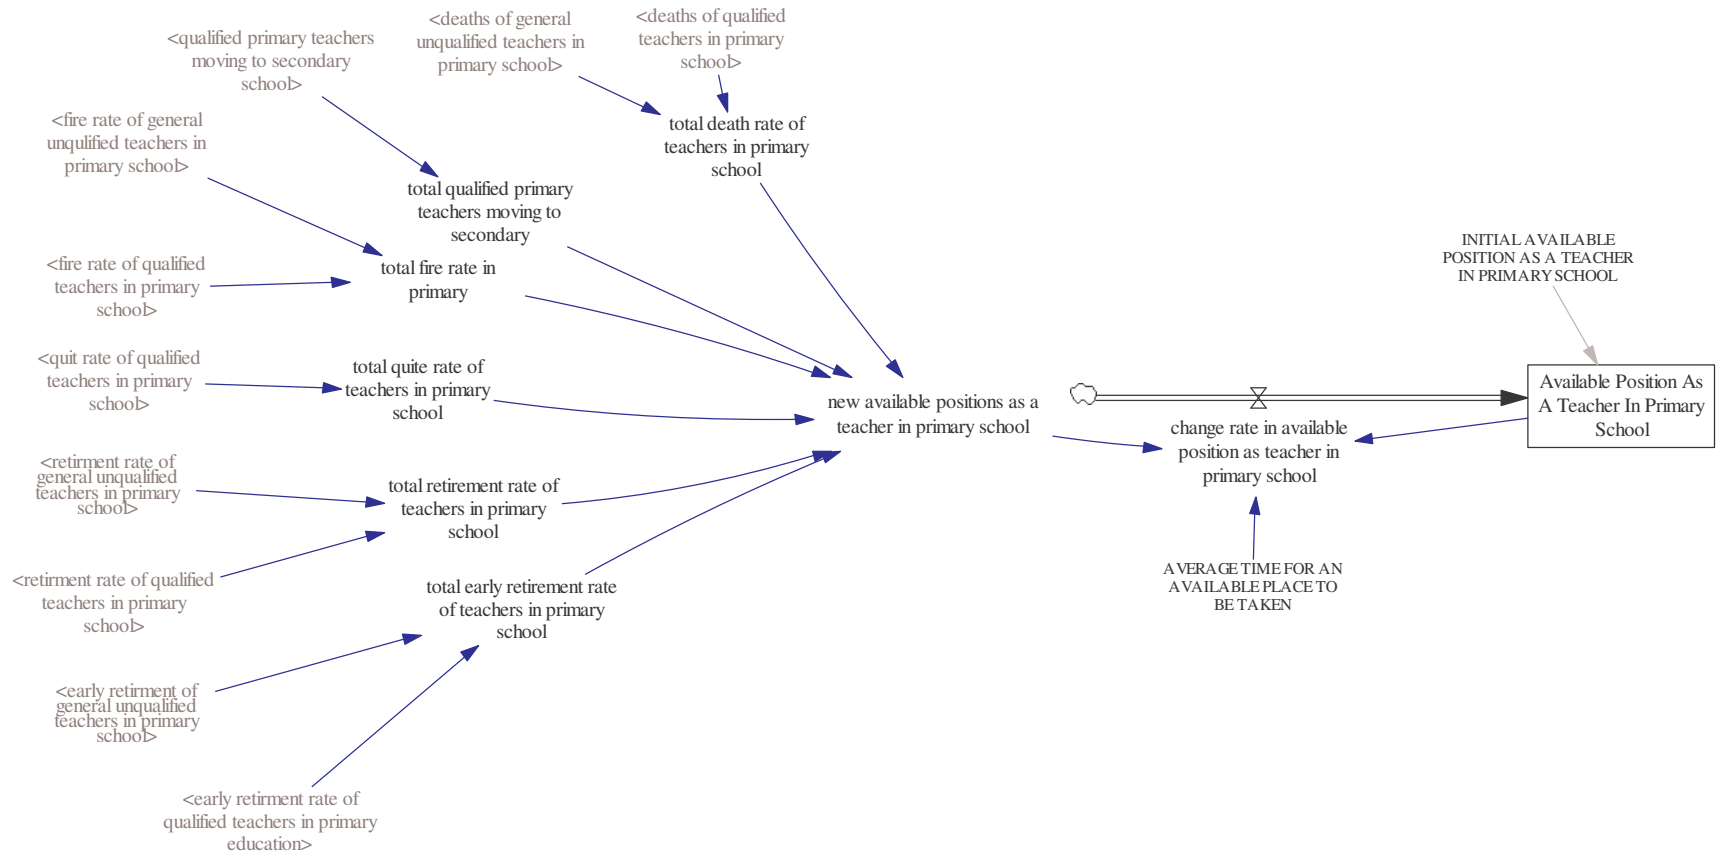 <deaths of general
unqualified teachers in
primary school>
<deaths of qualified
teachers in primary
school>
<qualified primary teachers
moving to secondary
school>
<fire rate of general
unqulified teachers in
primary school>
total death rate of
teachers in primary
school
total qualified primary
teachers moving to
secondary
<fire rate of qualified
teachers in primary
school>
total fire rate in
primary
INITIAL AVAILABLE
POSITION AS A TEACHER
IN PRIMARY SCHOOL
<quit rate of qualified
teachers in primary
school>
total quite rate of
teachers in primary
school
new available positions as a
teacher in primary school
change rate in available
position as teacher in
primary school
Available Position As
A Teacher In Primary
School
<retirment rate of
general unqualified
teachers in primary
school>
total retirement rate of
teachers in primary
school
<retirment rate of qualified
teachers in primary
school>
total early retirement rate
of teachers in primary
school
AVERAGE TIME FOR AN
AVAILABLE PLACE TO
BE TAKEN
<early retirment of
general unqualified
teachers in primary
school>
<early retirment rate of
qualified teachers in primary
education>